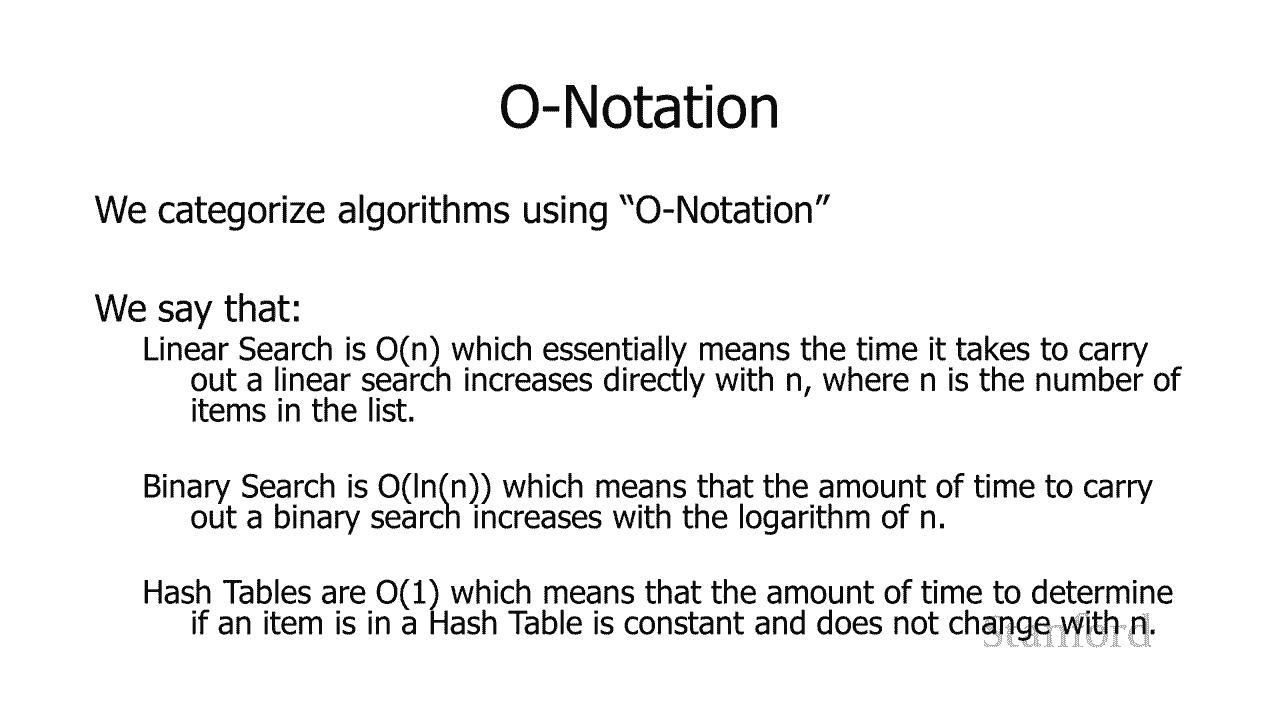 O-Notation
We categorize algorithms using “O-Notation”
We say that:
Linear Search is O(n) which essentially means the time it takes to carry
out a linear search increases directly with n, where n is the number of
items in the list.
Binary Search is O(ln(n)) which means that the amount of time to carry
out a binary search increases with the logarithm of n.
Hash Tables are O(1) which means that the amount of time to determine
if an item is in a Hash Table is constant and does not change with n.
Stanford